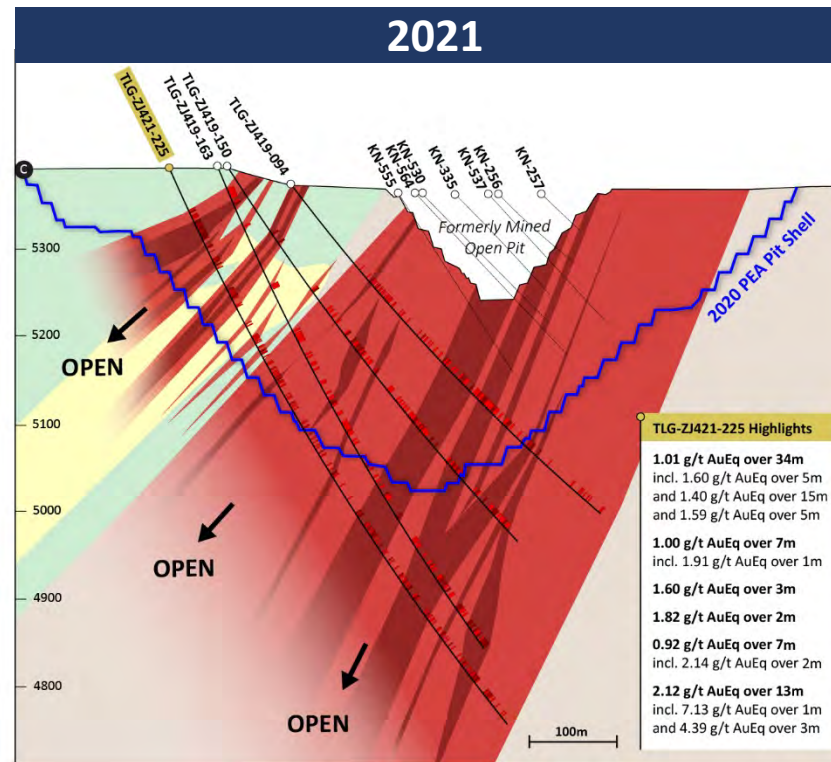 2021
TLG-ZJ421-225
TLG-ZJ419-163
TLG-ZJ419-150
TLG-ZJ419-094
KN-555
KN-564
KN-530
KN-335
KN-537
KN-256
KN-257
C
Formerly Mined
Open Pit
2020 PEA Pit Shell
5300
5200
5100
5000
4900
4800
OPEN
OPEN
OPEN
TLG-ZJ421-225 Highlights
1.01 g/t AuEq over 34m
incl. 1.60 g/t AuEq over 5m
and 1.40 g/t AuEq over 15m
and 1.59 g/t AuEq over 5m
1.00 g/t AuEq over 7m
incl. 1.91 g/t AuEq over 1m
1.60 g/t AuEq over 3m
1.82 g/t AuEq over 2m
0.92 g/t AuEq over 7m
incl. 2.14 g/t AuEq over 2m
2.12 g/t AuEq over 13m
incl. 7.13 g/t AuEq over 1m
and 4.39 g/t AuEq over 3m
100m